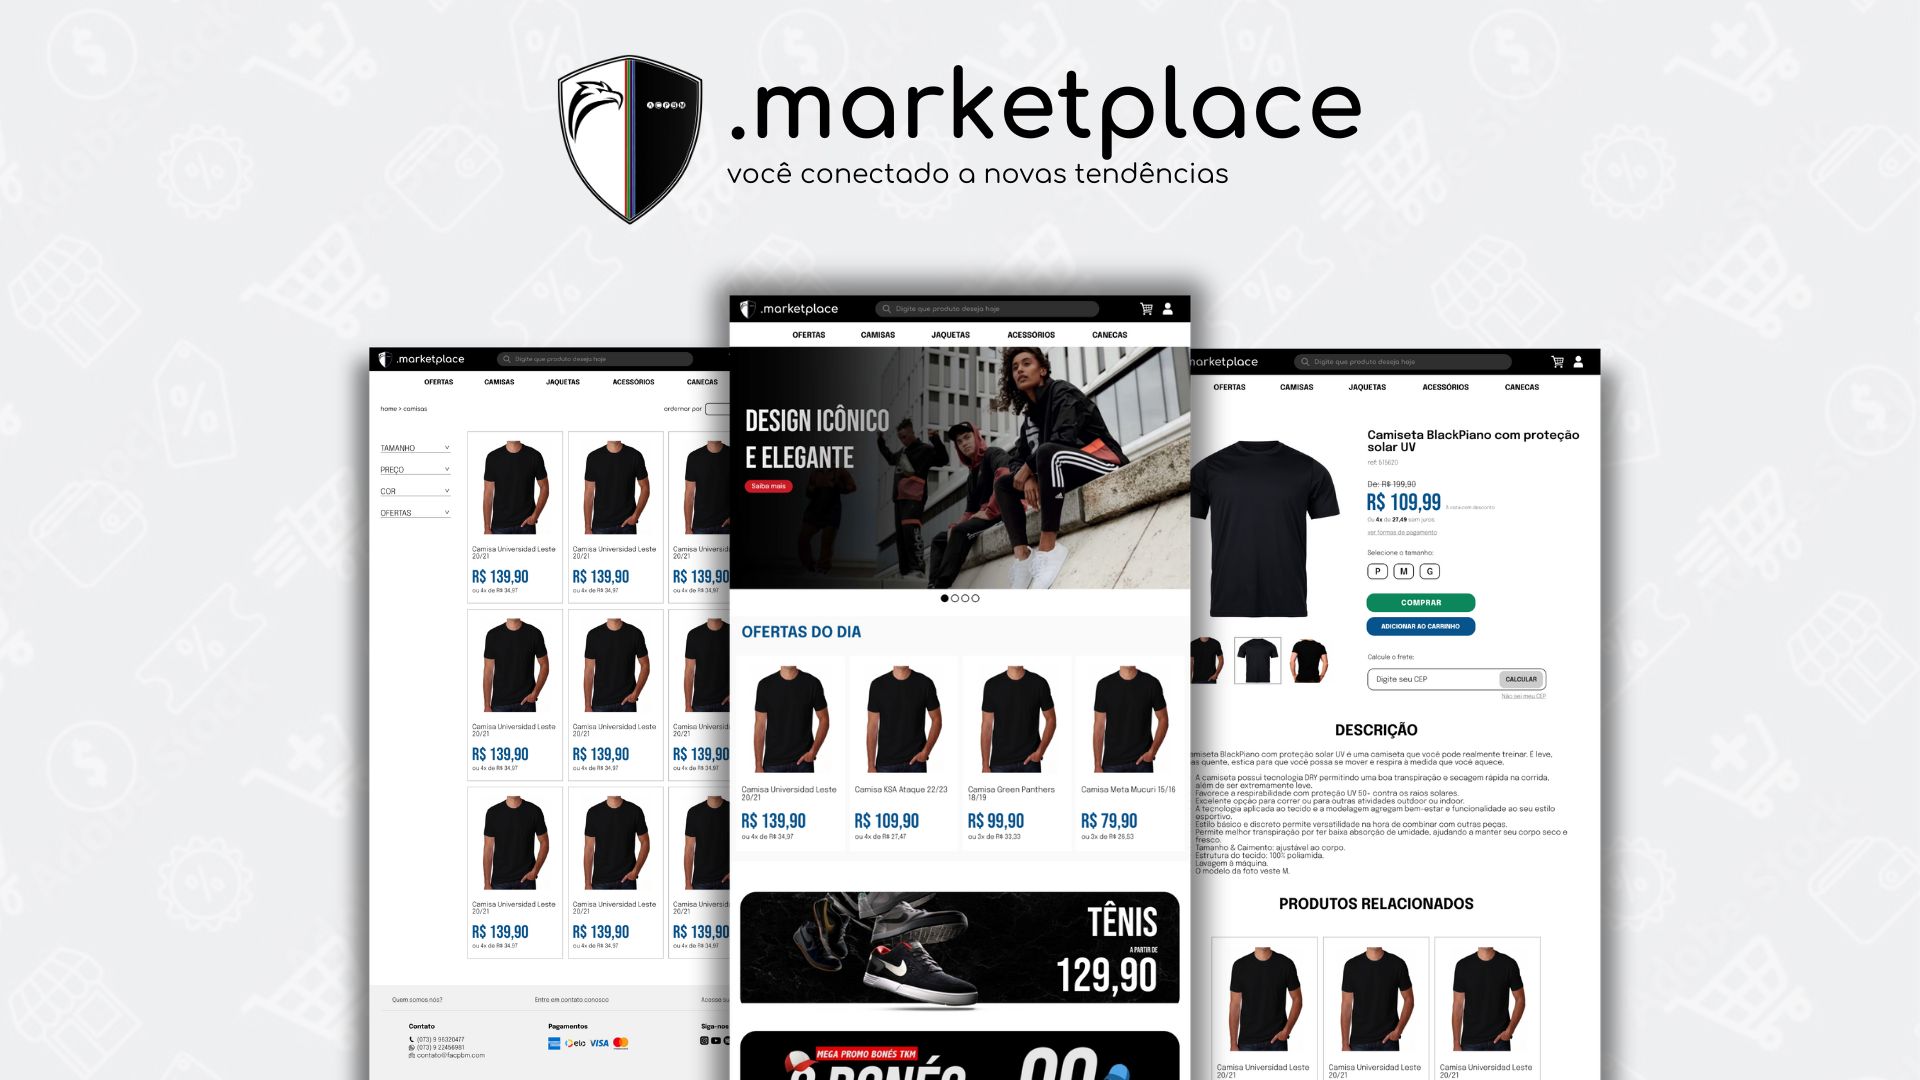 ACPBM
.marketplace
você conectado a novas tendências
.marketplace
Digite que produto deseja hoje
OFERTAS CAMISAS JAQUETAS ACESSÓRIOS CANECAS
home > camisas
ordernar por
TAMANHO
PREÇO
COR
OFERTAS
Camisa Universidad Leste
20/21
R$ 139,90
ou 4x de R$ 34,97
Camisa Universidad Leste
20/21
R$ 139,90
ou 4x de R$ 34,97
Camisa Universid
20/21
R$ 139,90
ou 4x de R$ 34,97
Camisa Universidad Leste
20/21
R$ 139,90
ou 4x de R$ 34,97
Camisa Universidad Leste
20/21
R$ 139,90
ou 4x de R$ 34,97
Camisa Universid
20/21
R$ 139,90
ou 4x de R$ 34,97
Camisa Universidad Leste
20/21
R$ 139,90
ou 4x de R$ 34,97
Camisa Universidad Leste
20/21
R$ 139,90
ou 4x de R$ 34,97
Camisa Universid
20/21
R$ 139,90
ou 4x de R$ 34,97
Quem somos nós?
Entre em contato conosco
Acesse su
Contato
(073) 9 96320477
(073) 9 22456981
contato@facpbm.com
Pagamentos
elo VISA
Siga-nos
.marketplace
Digite que produto deseja hoje
OFERTAS CAMISAS JAQUETAS ACESSÓRIOS CANECAS
DESIGN ICÔNICO
E ELEGANTE
Saiba mais
OFERTAS DO DIA
Camisa Universidad Leste
20/21
R$ 139,90
ou 4x de R$ 34,97
Camisa KSA Ataque 22/23
R$ 109,90
ou 4x de R$ 27,47
Camisa Green Panthers
18/19
R$ 99,90
ou 3x de R$ 33,33
Camisa Meta Mucuri 15/16
R$ 79,90
ou 3x de R$ 26,53
TÊNIS
A PARTIR DE
129,90
MEGA PROMO BONÉS TKM
3 BONÉS
marketplace
Digite que produto deseja hoje
OFERTAS CAMISAS JAQUETAS ACESSÓRIOS CANECAS
Camiseta BlackPiano com proteção
solar UV
ref: 515620
De: R$ 199,90
R$ 109,99
À vista com desconto
Ou 4x de 27,49 sem juros
ver formas de pagamento
Selecione o tamanho:
P M G
COMPRAR
ADICIONAR AO CARRINHO
Calcule o frete:
Digite seu CEP CALCULAR
Não sei meu CEP
DESCRIÇÃO
amiseta BlackPiano com proteção solar UV é uma camiseta que você pode realmente treinar. É leve,
as quente, estica para que você possa se mover e respira à medida que você aquece.
A camiseta possui tecnologia DRY permitindo uma boa transpiração e secagem rápida na corrida,
além de ser extremamente leve.
Favorece a respirabilidade com proteção UV 50+ contra os raios solares.
Excelente opção para correr ou para outras atividades outdoor ou indoor.
A tecnologia aplicada ao tecido e a modelagem agregam bem-estar e funcionalidade ao seu estilo
esportivo.
Estilo básico e discreto permite versatilidade na hora de combinar com outras peças.
Permite melhor transpiração por ter baixa absorção de umidade, ajudando a manter seu corpo seco e
fresco.
Tamanho & Caimento: ajustável ao corpo.
Estrutura do tecido: 100% poliamida.
Lavagem à máquina.
O modelo da foto veste M.
PRODUTOS RELACIONADOS
Camisa Universidad Leste
20/21
Camisa Universidad Leste
20/21
Camisa Universidad Leste
20/21